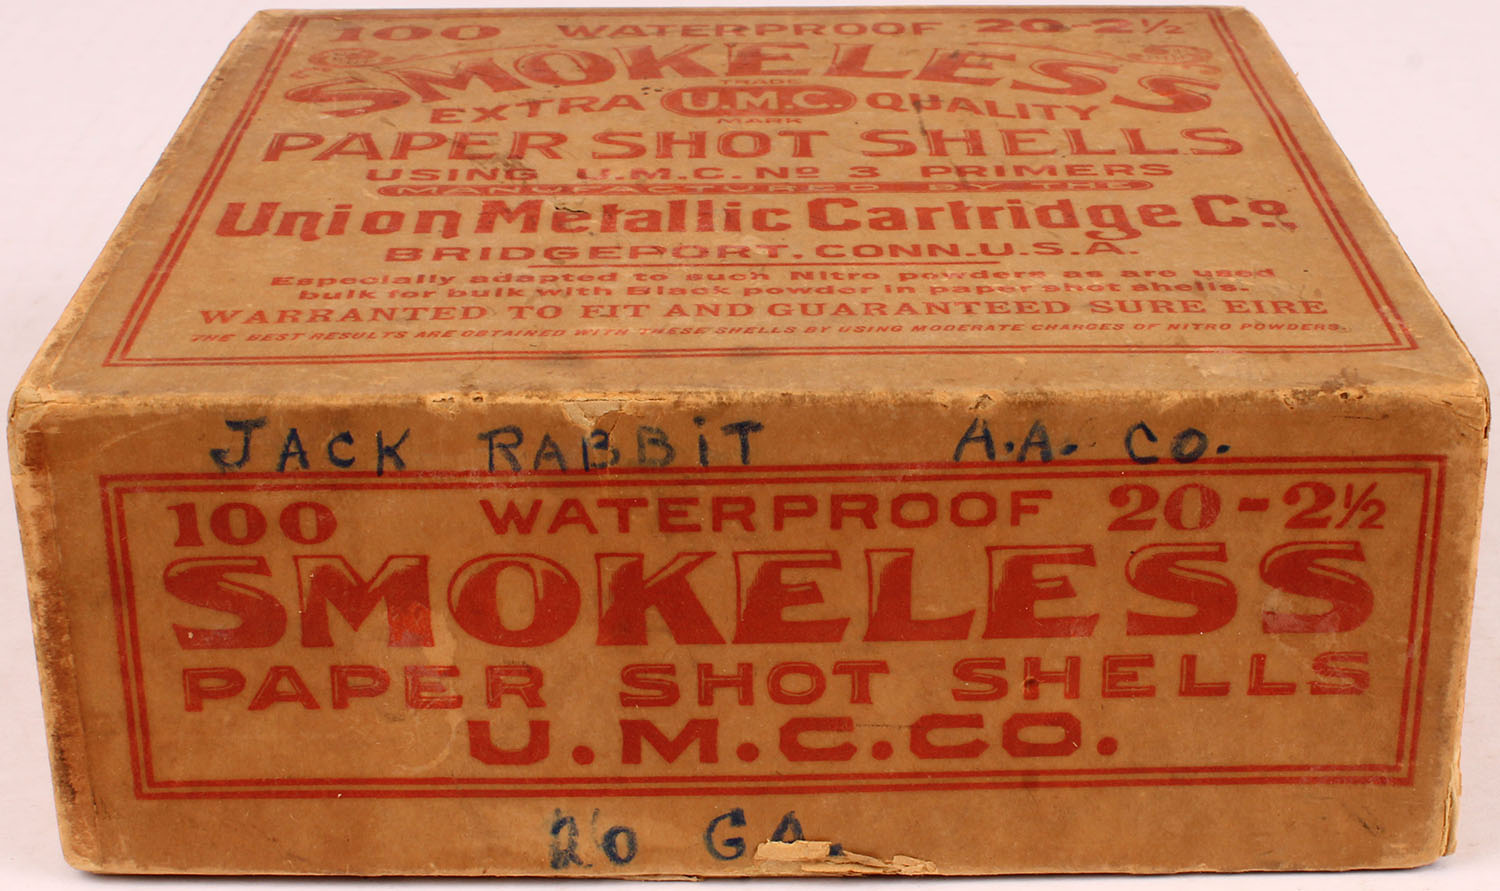 100 WATERPROOF 20-2½
SMOKELESS
TRADE
EXTRA U.M.C. QUALITY
MARK
PAPER SHOT SHELLS
USING U.M.C. No 3 PRIMERS
MANUFACTURED BY THE
Union Metallic Cartridge Co.
BRIDGEPORT, CONN. U.S.A.
Especially adapted to such Nitro powders as are used
bulk for bulk with Black powder in paper shot shells.
WARRANTED TO FIT AND GUARANTEED SURE FIRE
THE BEST RESULTS ARE OBTAINED WITH THESE SHELLS BY USING MODERATE CHARGES OF NITRO POWDERS.
JACK RABBiT A.A. CO.
100 WATERPROOF 20-2½
SMOKELESS
PAPER SHOT SHELLS
U.M.C.CO.
20 GA.